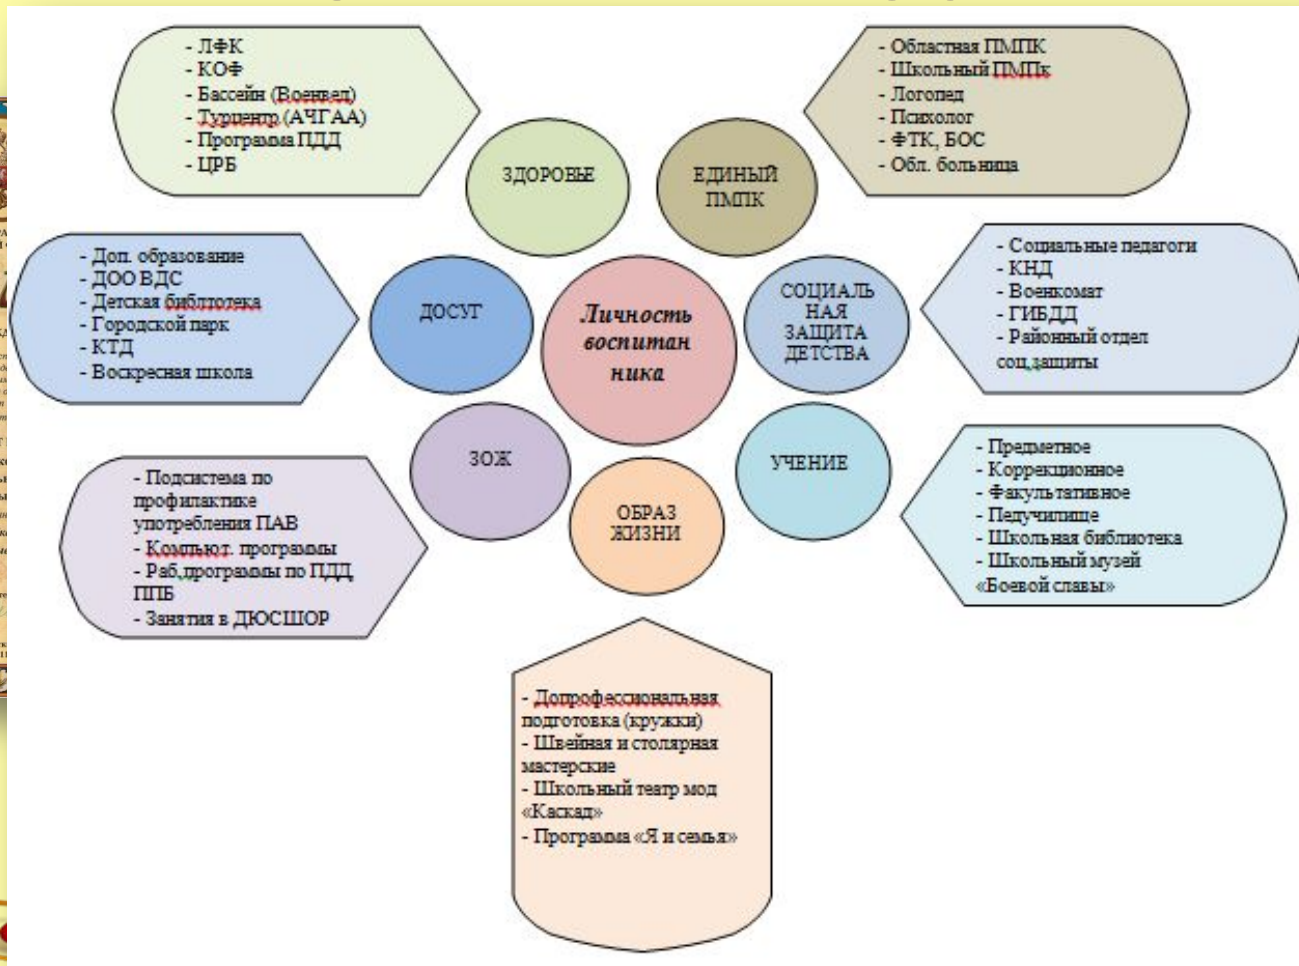 - ЛФК
- КОФ
- Бассейн (Военвед)
- Турцентр (АЧГАА)
- Программа ПДД
- ЦРБ
- Областная ПМПК
- Школьный ПМПк
- Логопед
- Психолог
- ФТК, БОС
- Обл. больница
ЗДОРОВЬЕ
ЕДИНЫЙ
ПМПК
- Доп. образование
- ДОО ВДС
- Детская библтотека
- Городской парк
- КТД
- Воскресная школа
ДОСУГ
Личность
воспитан
ника
СОЦИАЛЬ
НАЯ
ЗАЩИТА
ДЕТСТВА
- Социальные педагоги
- КНД
- Военкомат
- ГИБДД
- Районный отдел
соц.защиты
- Подсистема по
профилактике
употребления ПАВ
- Компьют. программы
- Раб.программы по ПДД,
ППБ
- Занятия в ДЮСШОР
ЗОЖ
ОБРАЗ
ЖИЗНИ
УЧЕНИЕ
- Предметное
- Коррекционное
- Факультативное
- Педучилище
- Школьная библиотека
- Школьный музей
«Боевой славы»
- Допрофессиональная
подготовка (кружки)
- Швейная и столярная
мастерские
- Школьный театр мод
«Каскад»
- Программа «Я и семья»